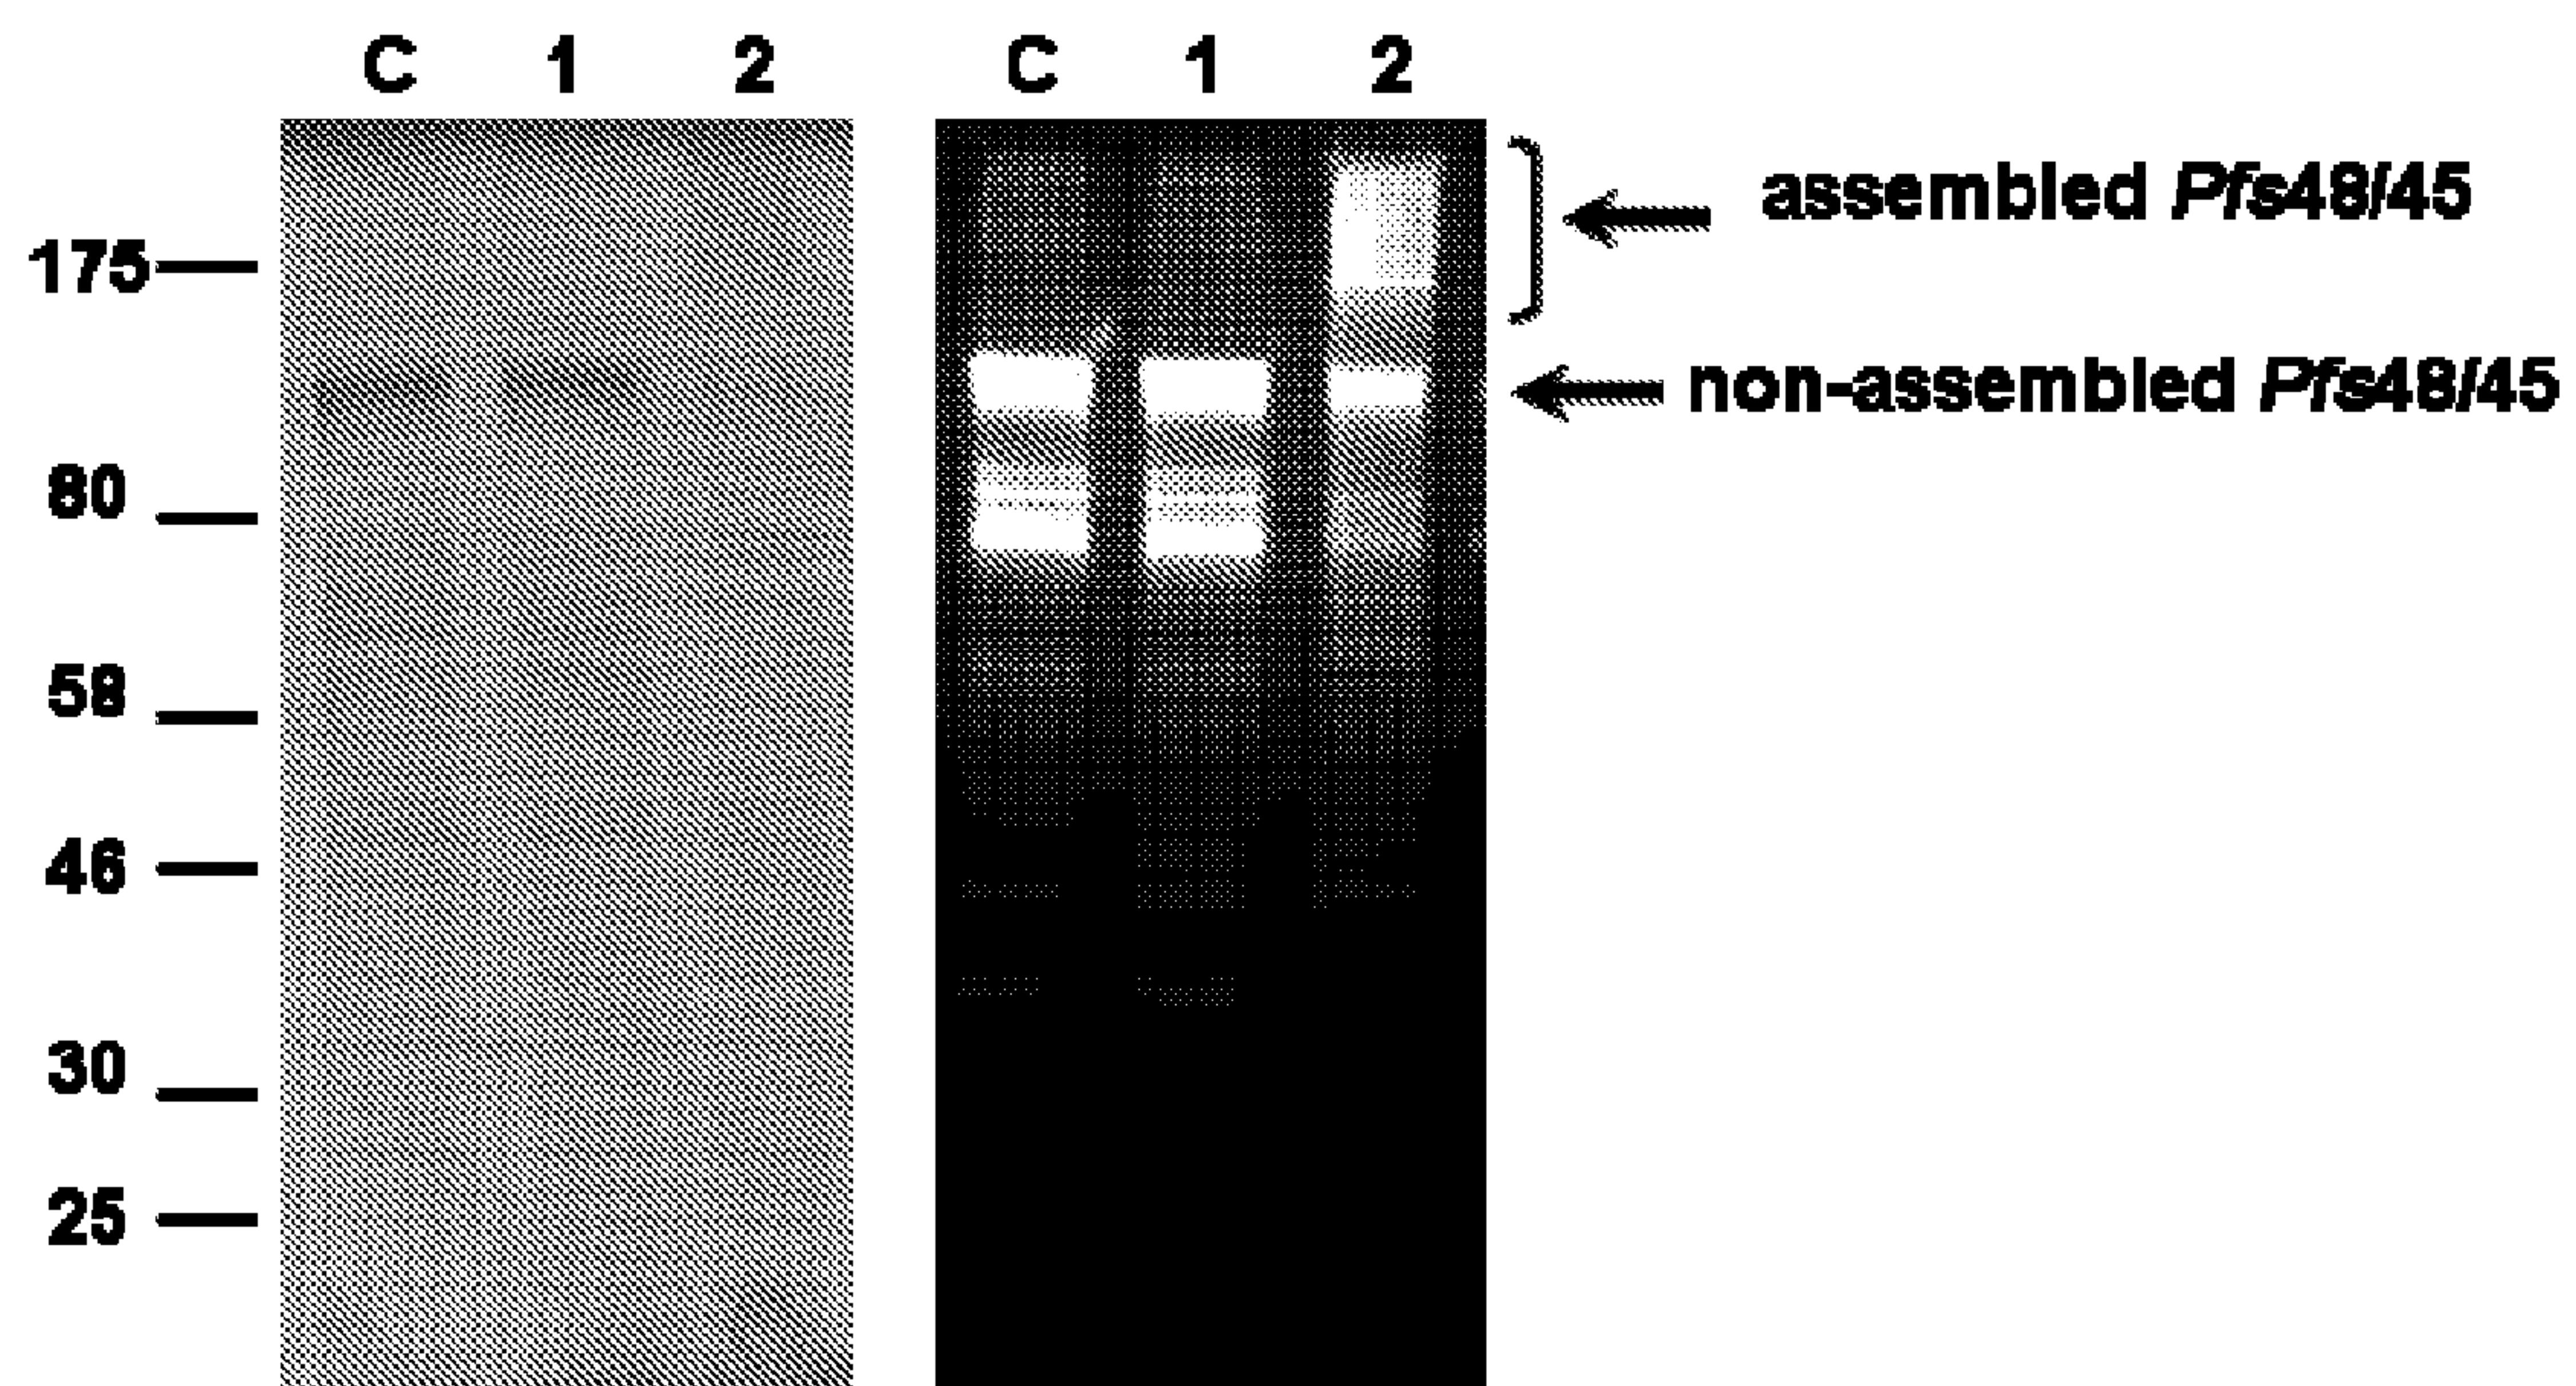 C 1 2 C 1 2
assembled Pfs48/45
175
non-assembled Pfs48/45
80
58
46
30
25